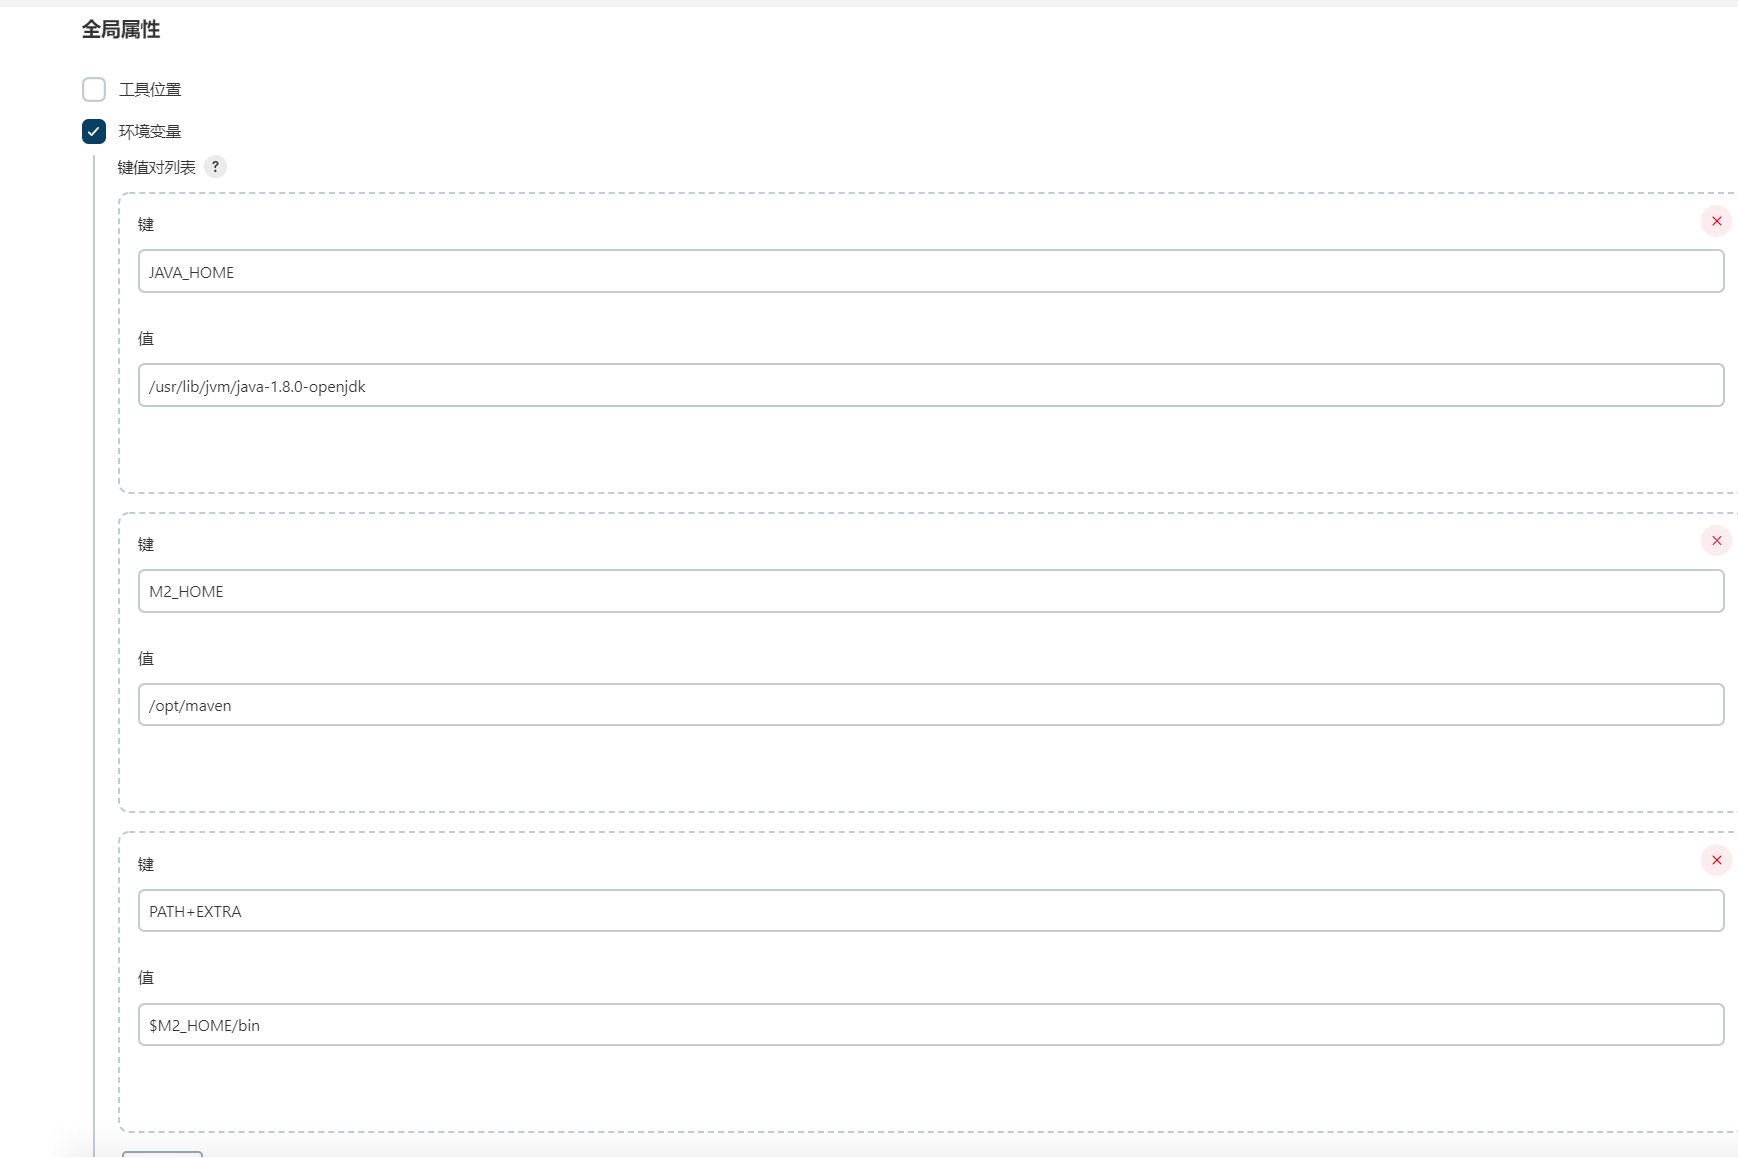 全局属性
工具位置
环境变量
键值对列表 ?
键
JAVA_HOME
值
/usr/lib/jvm/java-1.8.0-openjdk
键
M2_HOME
值
/opt/maven
键
PATH+EXTRA
值
$M2_HOME/bin